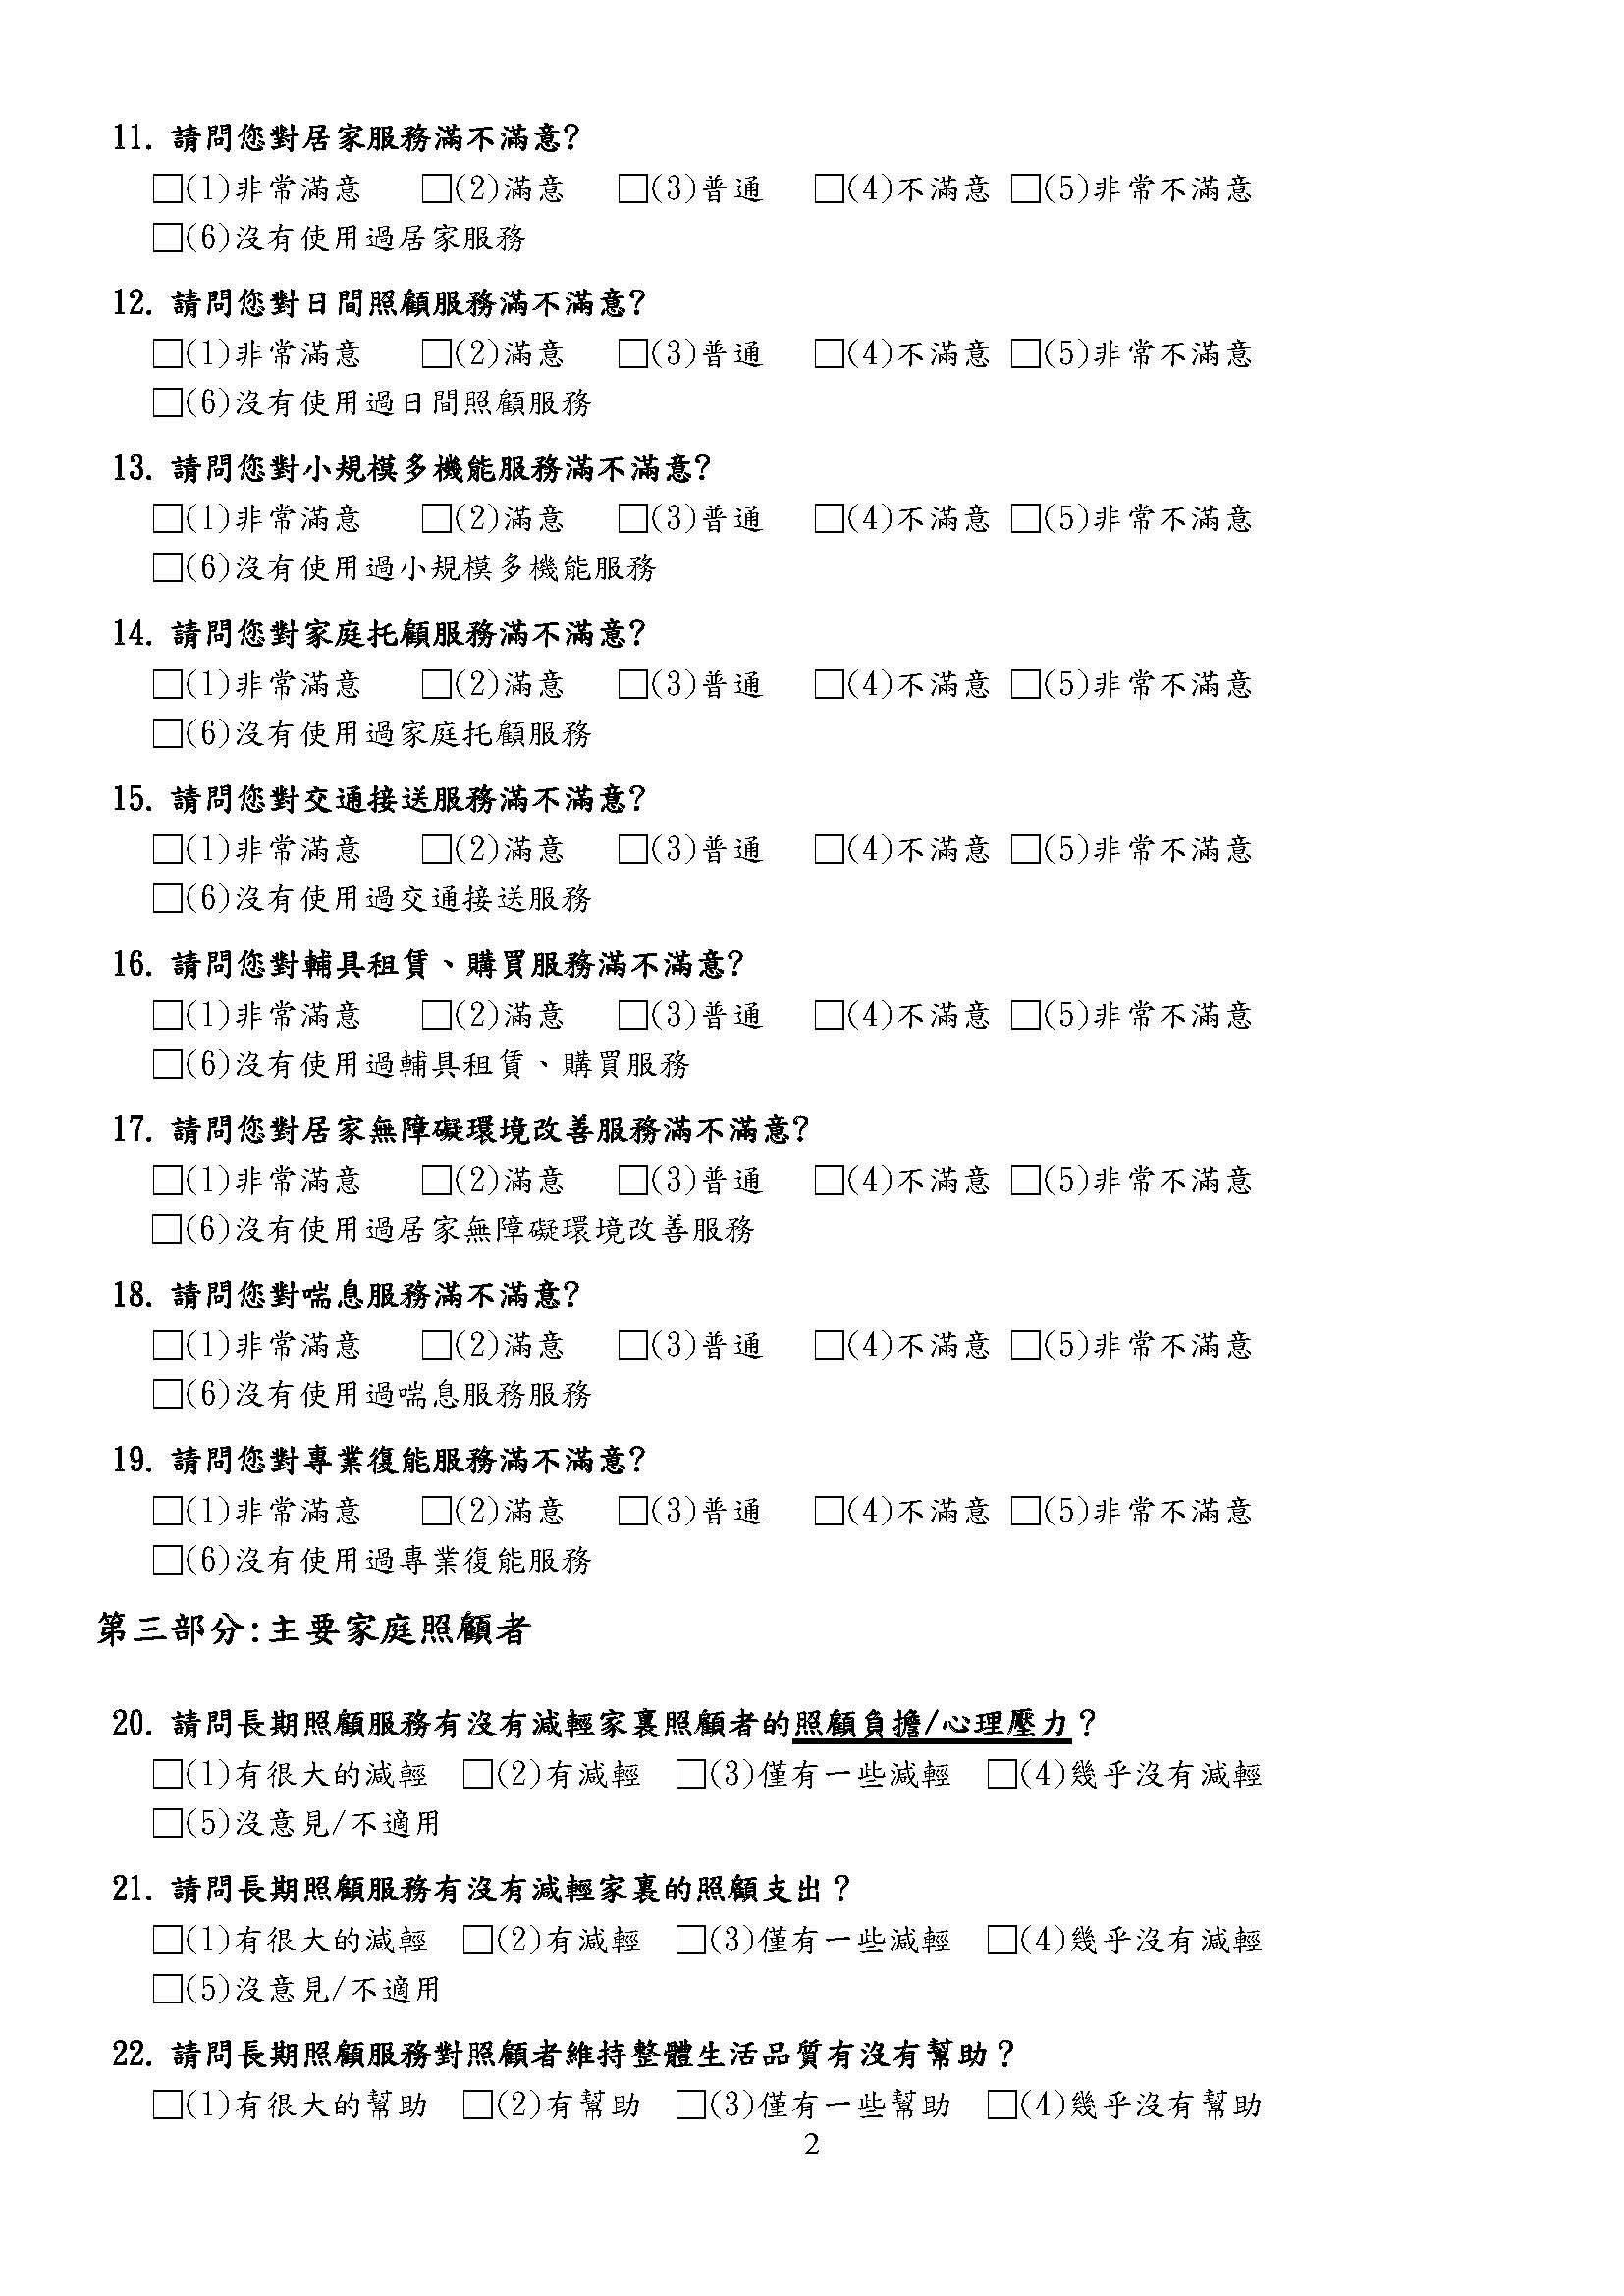 11. 請問您對居家服務滿不滿意?
□(1)非常滿意 □(2)滿意 □(3)普通 □(4)不滿意 □(5)非常不滿意
□(6)沒有使用過居家服務
12. 請問您對日間照顧服務滿不滿意?
□(1)非常滿意 □(2)滿意 □(3)普通 □(4)不滿意 □(5)非常不滿意
□(6)沒有使用過日間照顧服務
13. 請問您對小規模多機能服務滿不滿意?
□(1)非常滿意 □(2)滿意 □(3)普通 □(4)不滿意 □(5)非常不滿意
□(6)沒有使用過小規模多機能服務
14. 請問您對家庭托顧服務滿不滿意?
□(1)非常滿意 □(2)滿意 □(3)普通 □(4)不滿意 □(5)非常不滿意
□(6)沒有使用過家庭托顧服務
15. 請問您對交通接送服務滿不滿意?
□(1)非常滿意 □(2)滿意 □(3)普通 □(4)不滿意 □(5)非常不滿意
□(6)沒有使用過交通接送服務
16. 請問您對輔具租賃、購買服務滿不滿意?
□(1)非常滿意 □(2)滿意 □(3)普通 □(4)不滿意 □(5)非常不滿意
□(6)沒有使用過輔具租賃、購買服務
17. 請問您對居家無障礙環境改善服務滿不滿意?
□(1)非常滿意 □(2)滿意 □(3)普通 □(4)不滿意 □(5)非常不滿意
□(6)沒有使用過居家無障礙環境改善服務
18. 請問您對喘息服務滿不滿意?
□(1)非常滿意 □(2)滿意 □(3)普通 □(4)不滿意 □(5)非常不滿意
□(6)沒有使用過喘息服務服務
19. 請問您對專業復能服務滿不滿意?
□(1)非常滿意 □(2)滿意 □(3)普通 □(4)不滿意 □(5)非常不滿意
□(6)沒有使用過專業復能服務
第三部分:主要家庭照顧者
20. 請問長期照顧服務有沒有減輕家裏照顧者的照顧負擔/心理壓力？
□(1)有很大的減輕 □(2)有減輕 □(3)僅有一些減輕 □(4)幾乎沒有減輕
□(5)沒意見/不適用
21. 請問長期照顧服務有沒有減輕家裏的照顧支出？
□(1)有很大的減輕 □(2)有減輕 □(3)僅有一些減輕 □(4)幾乎沒有減輕
□(5)沒意見/不適用
22. 請問長期照顧服務對照顧者維持整體生活品質有沒有幫助？
□(1)有很大的幫助 □(2)有幫助 □(3)僅有一些幫助 □(4)幾乎沒有幫助
2